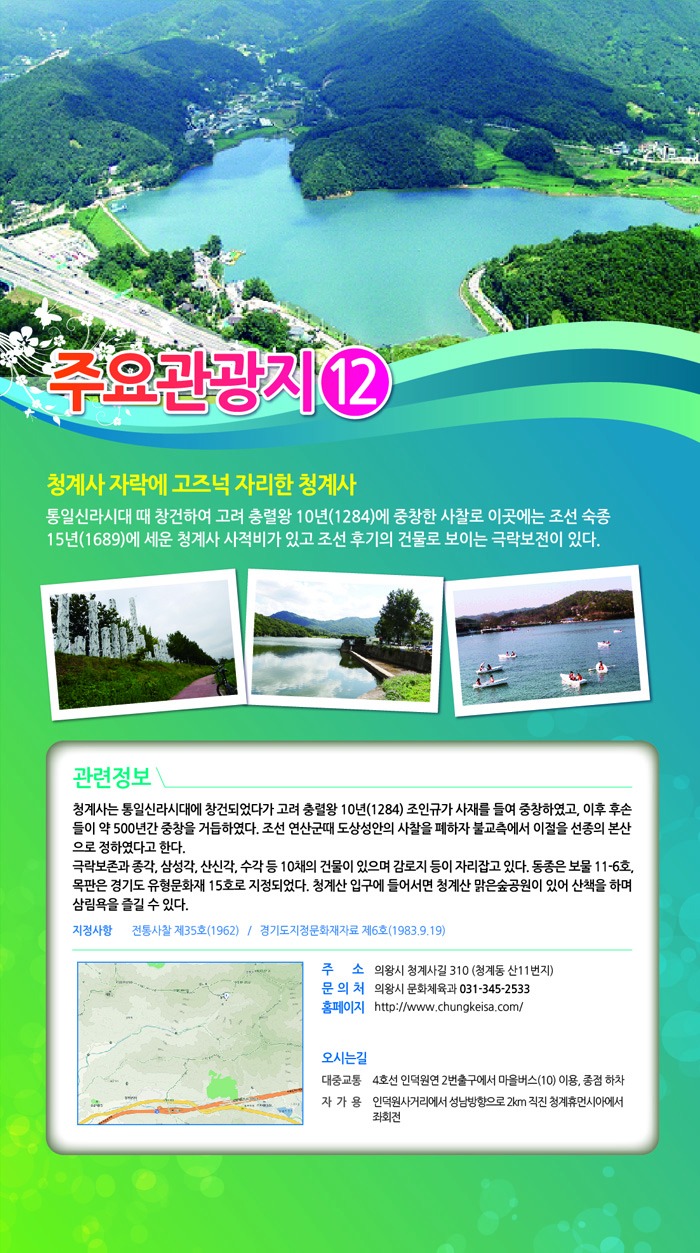 주요관광지 12
청계사 자락에 고즈넉 자리한 청계사
통일신라시대 때 창건하여 고려 충렬왕 10년(1284)에 중창한 사찰로 이곳에는 조선 숙종
15년(1689)에 세운 청계사 사적비가 있고 조선 후기의 건물로 보이는 극락보전이 있다.
관련정보
청계사는 통일신라시대에 창건되었다가 고려 충렬왕 10년(1284) 조인규가 사재를 들여 중창하였고, 이후 후손
들이 약 500년간 중창을 거듭하였다. 조선 연산군때 도상성안의 사찰을 폐하자 불교측에서 이절을 선종의 본산
으로 정하였다고 한다.
극락보존과 종각, 삼성각, 산신각, 수각 등 10채의 건물이 있으며 감로지 등이 자리잡고 있다. 동종은 보물 11-6호,
목판은 경기도 유형문화재 15호로 지정되었다. 청계산 입구에 들어서면 청계산 맑은숲공원이 있어 산책을 하며
삼림욕을 즐길 수 있다.
지정사항 전통사찰 제35호(1962) / 경기도지정문화재자료 제6호(1983.9.19)
주 소 의왕시 청계사길 310 (청계동 산11번지)
문 의 처 의왕시 문화체육과 031-345-2533
홈페이지 http://www.chungkeisa.com/
오시는길
대중교통 4호선 인덕원연 2번출구에서 마을버스(10) 이용, 종점 하차
자 가 용 인덕원사거리에서 성남방향으로 2km 직진 청계휴먼시아에서
좌회전